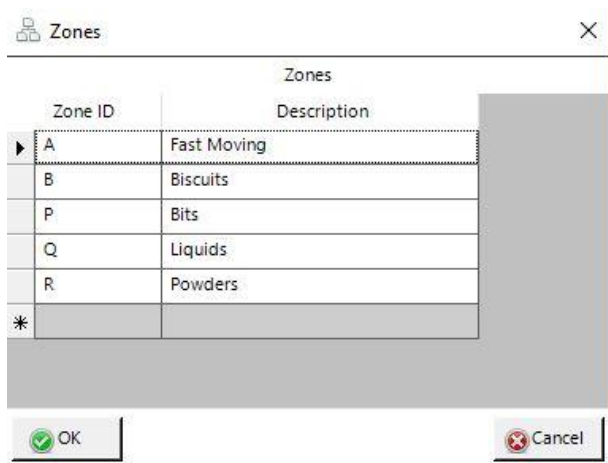 Zones
Zones
Zone ID Description
A Fast Moving
B Biscuits
P Bits
Q Liquids
R Powders
OK Cancel